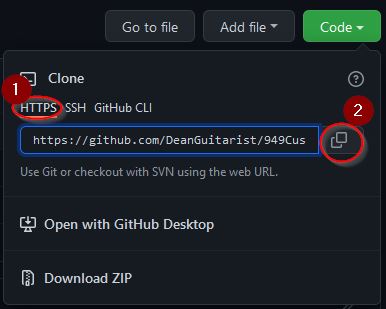 Go to file Add file Code
Clone
1
HTTPS SSH GitHub CLI
2
https://github.com/DeanGuitarist/949Cus
Use Git or checkout with SVN using the web URL.
Open with GitHub Desktop
Download ZIP